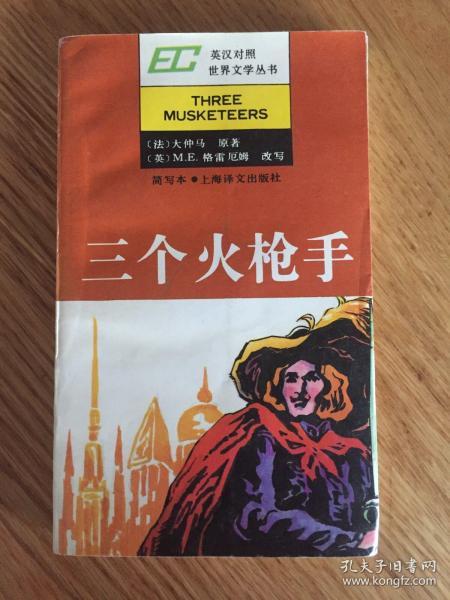 EC
英汉对照
世界文学丛书
THREE
MUSKETEERS
〔法〕大仲马 原著
〔英〕M.E.格雷厄姆 改写
简写本●上海译文出版社
三个火枪手
孔夫子旧书网
www.kongfz.com